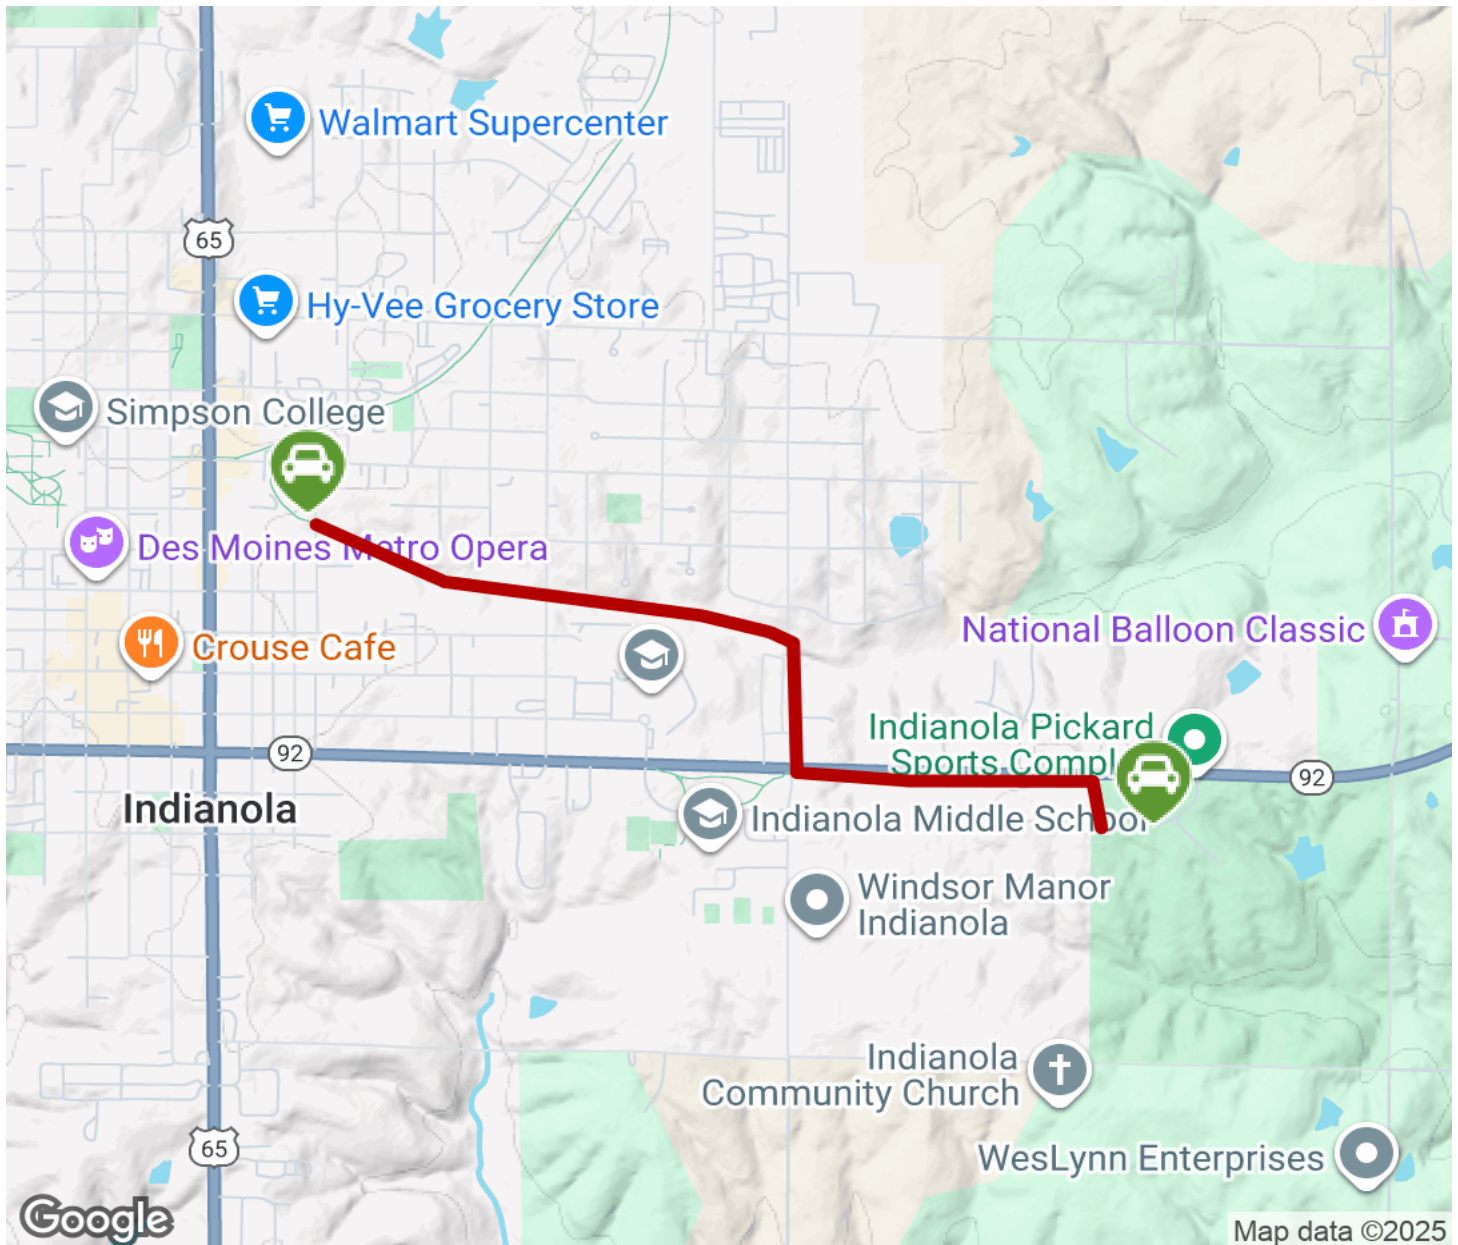 Walmart Supercenter
65
Hy-Vee Grocery Store
Simpson College
Des Moines Metro Opera
National Balloon Classic
Crouse Cafe
Indianola Pickard
Sports Compl
92
92
Indianola
Indianola Middle School
Windsor Manor
Indianola
Indianola
Community Church
65
WesLynn Enterprises
Google
Map data ©2025